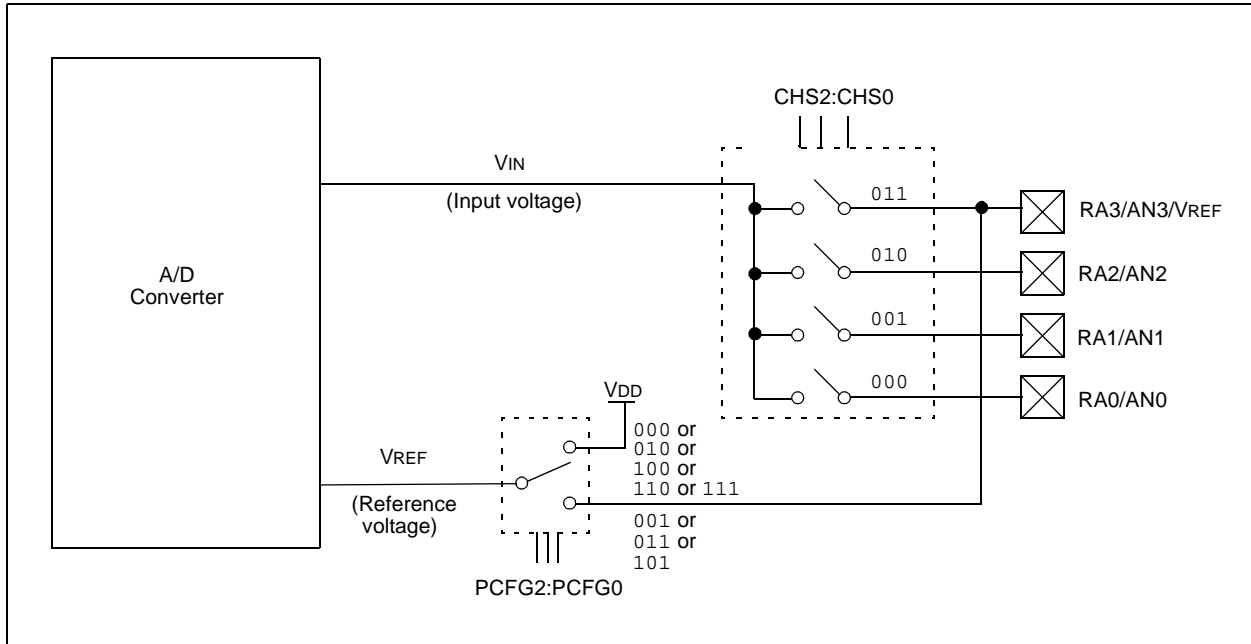 CHS2:CHS0
VIN
(Input voltage)
011
RA3/AN3/VREF
010
RA2/AN2
A/D
Converter
001
RA1/AN1
000
RA0/AN0
VDD
000 or
010 or
100 or
110 or 111
VREF
(Reference
voltage)
001 or
011 or
101
PCFG2:PCFG0